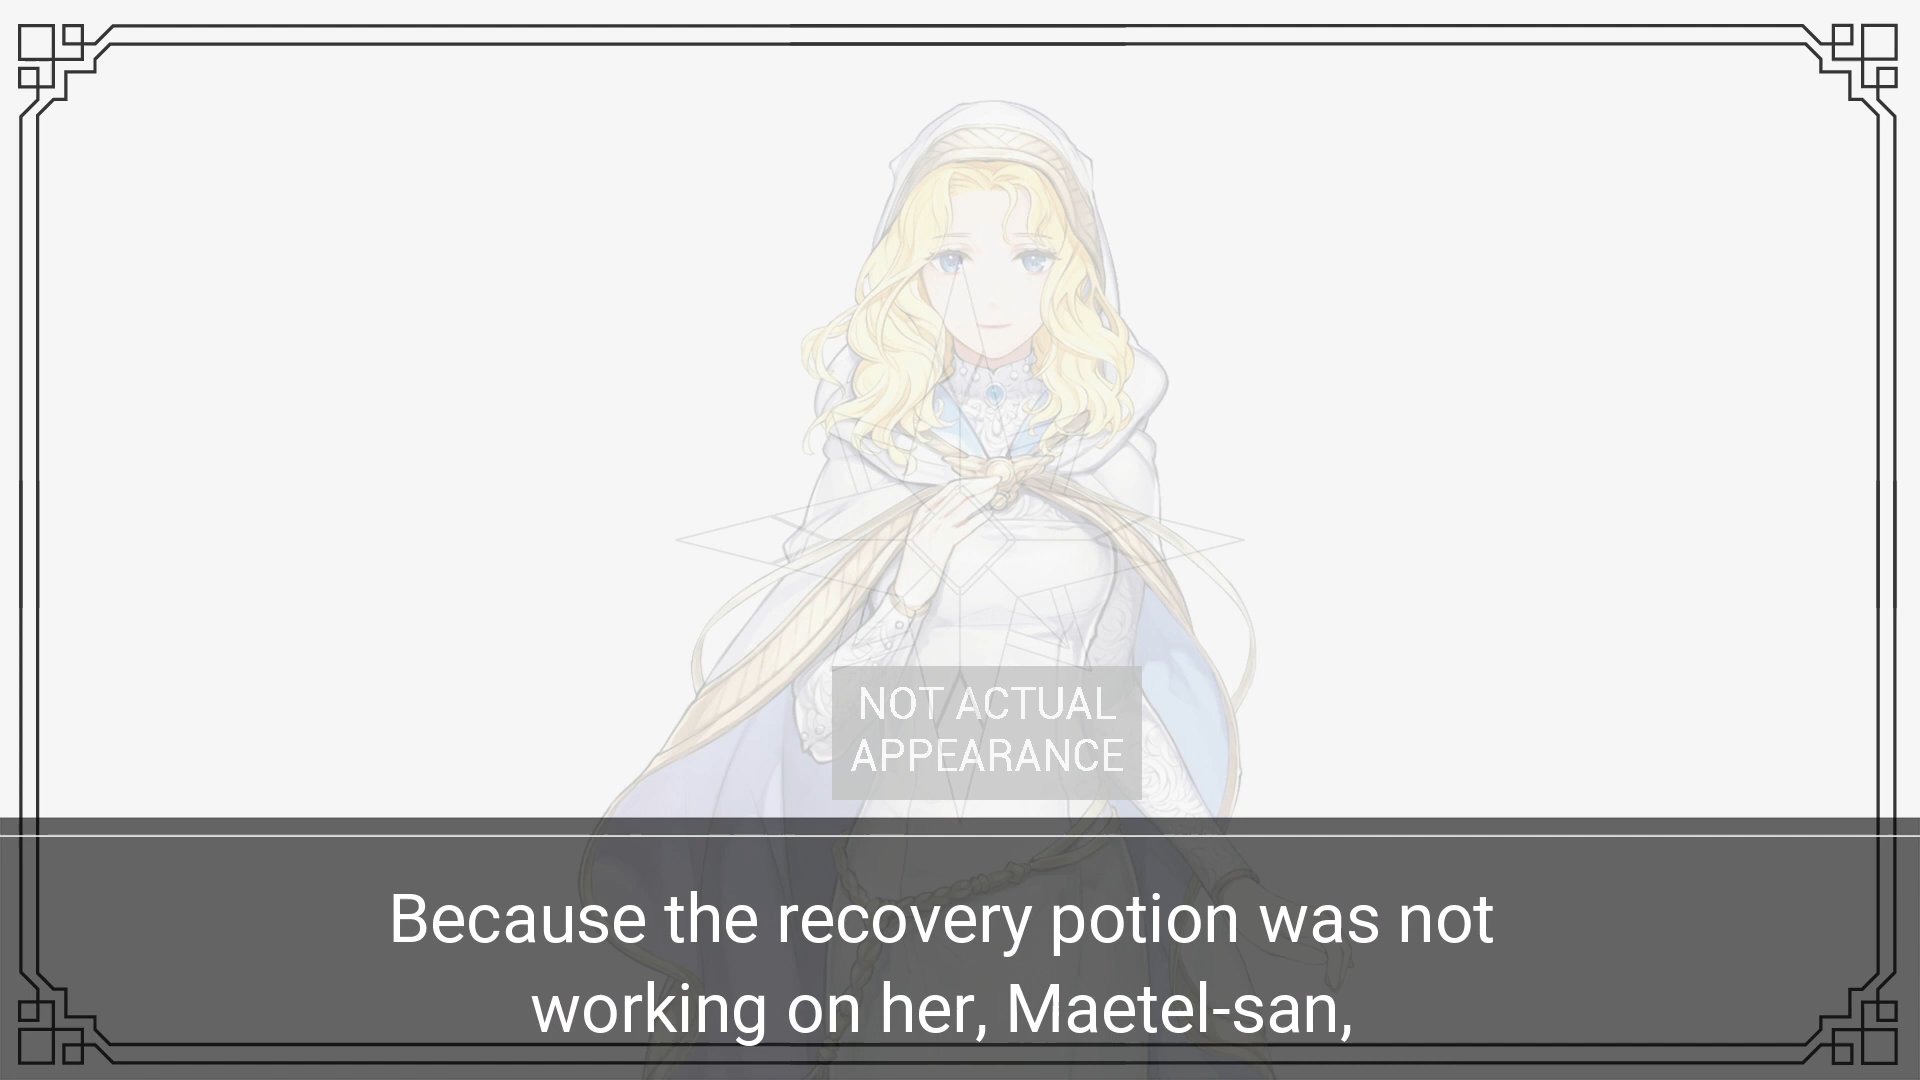 NOT ACTUAL
APPEARANCE
Because the recovery potion was not
working on her, Maetel-san,